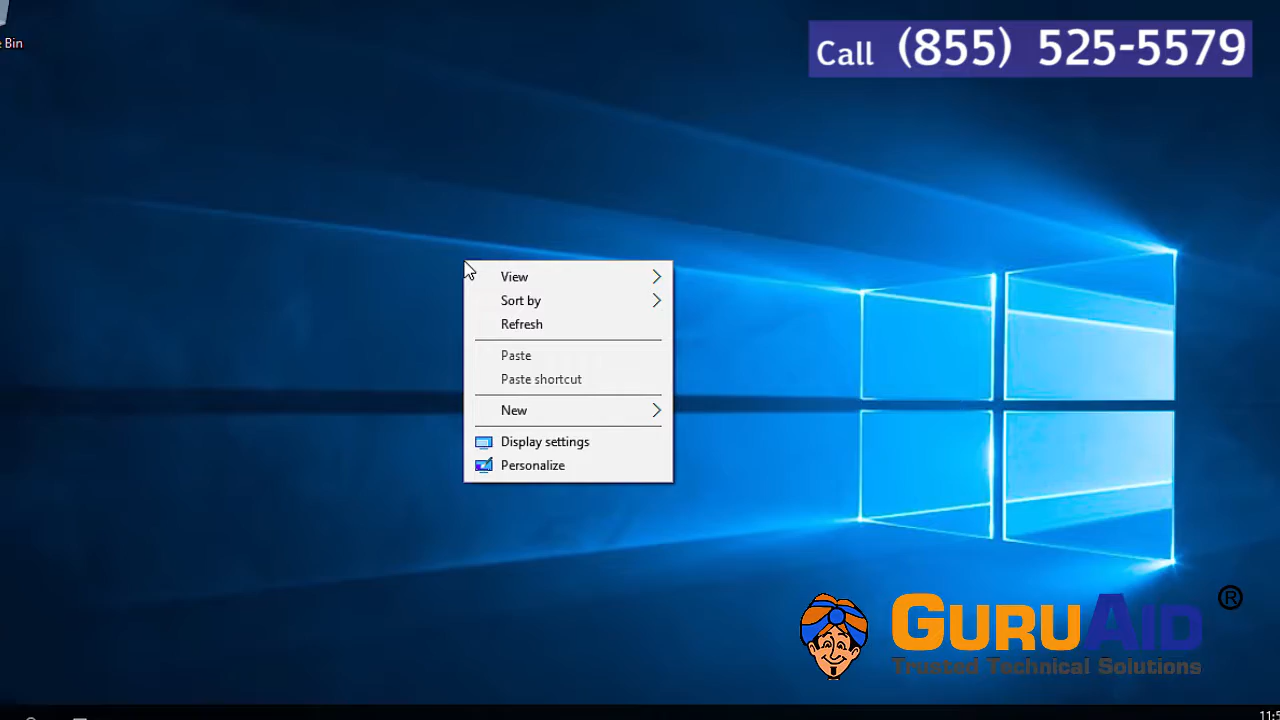 Bin
Call (855) 525-5579
View
Sort by
Refresh
Paste
Paste shortcut
New
Display settings
Personalize
GURUAID ®
Trusted Technical Solutions